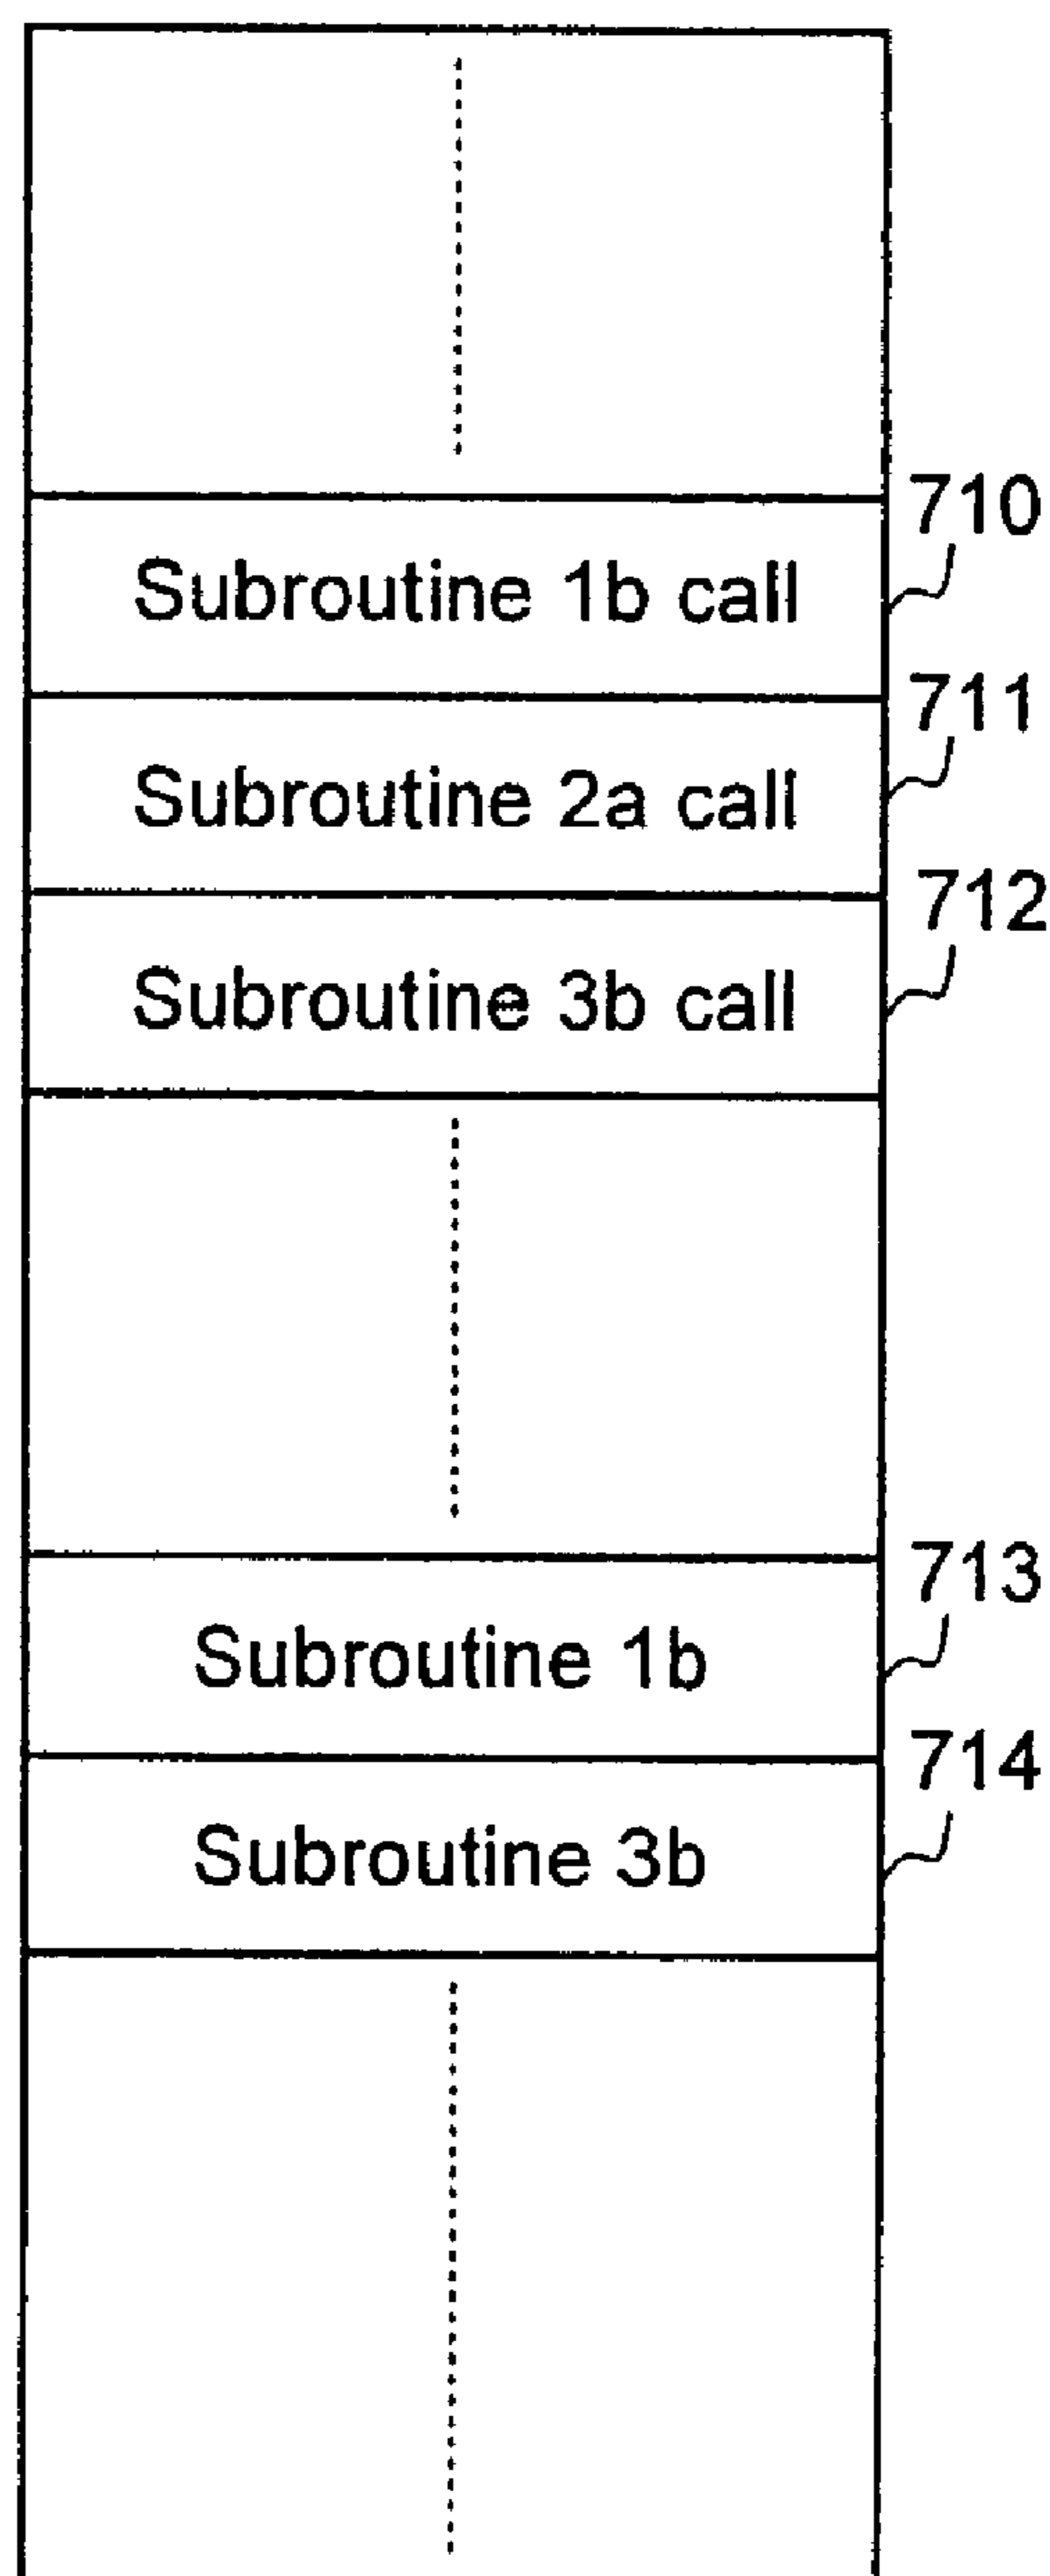 710
Subroutine 1b call
711
Subroutine 2a call
712
Subroutine 3b call
713
Subroutine 1b
714
Subroutine 3b